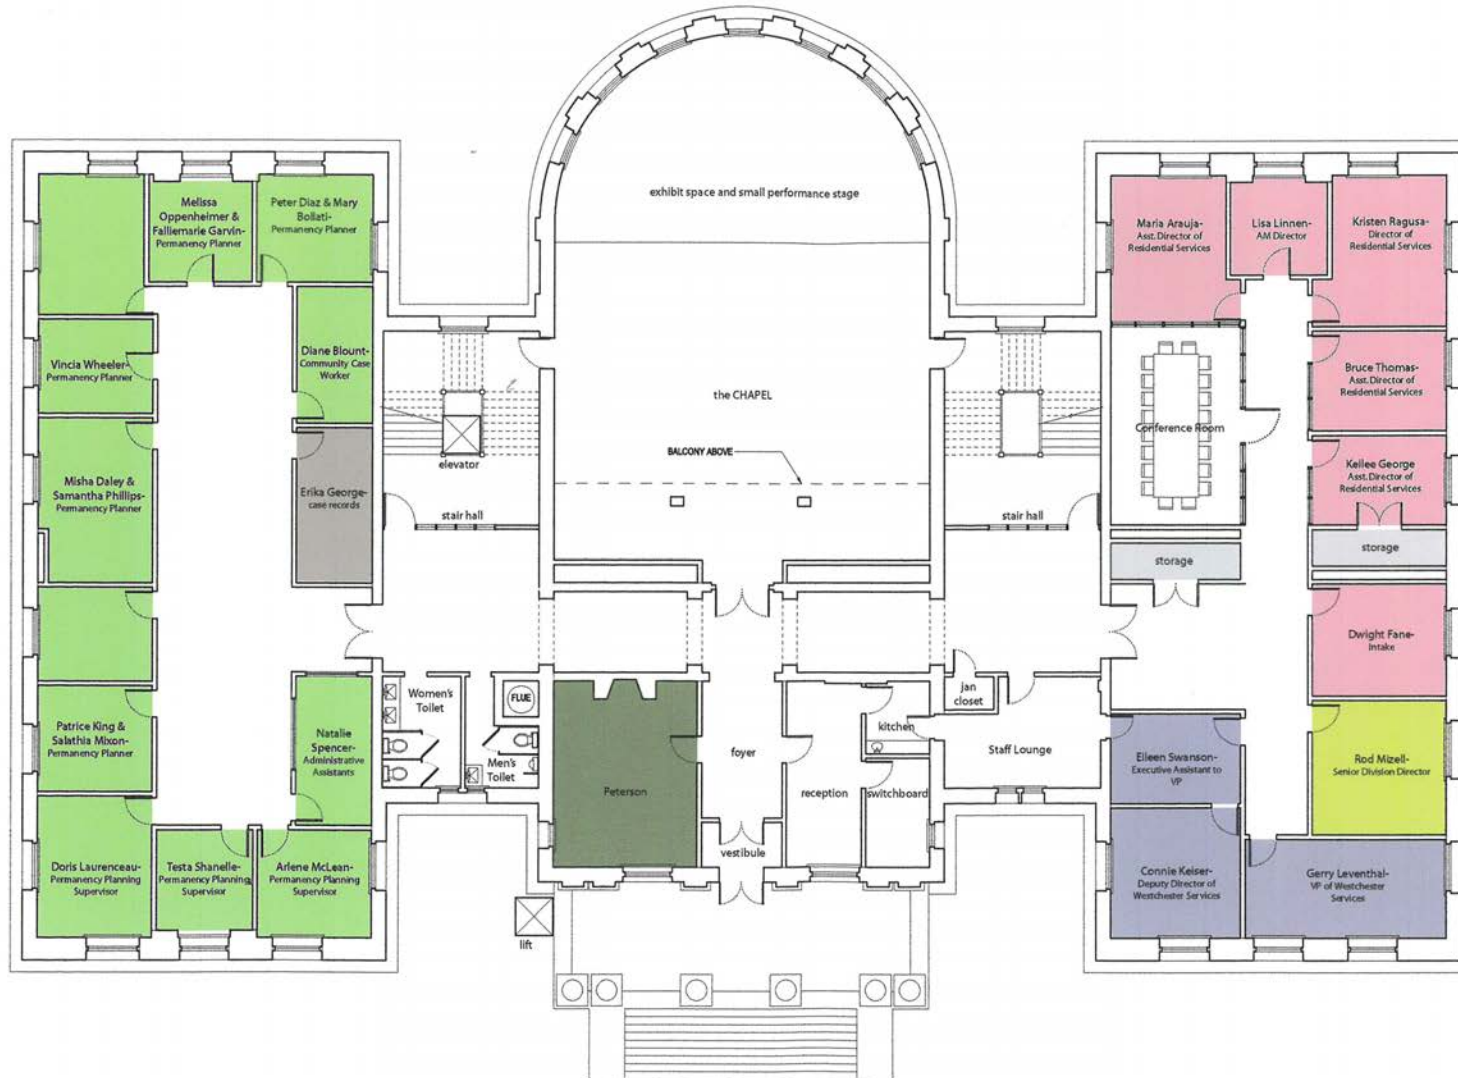 exhibit space and small performance stage
the CHAPEL
BALCONY ABOVE
Melissa
Oppenheimer &
Falliemarie Garvin-
Permanency Planner
Peter Diaz & Mary
Bollati-
Permanency Planner
Vincia Wheeler-
Permanency Planner
Diane Blount-
Community Case
Worker
Misha Daley &
Samantha Phillips-
Permanency Planner
Erika George-
case records
Patrice King &
Salathia Mixon-
Permanency Planner
Natalie
Spencer-
Administrative
Assistants
Doris Laurenceau-
Permanency Planning
Supervisor
Testa Shanelle-
Permanency Planning
Supervisor
Arlene McLean-
Permanency Planning
Supervisor
elevator
stair hall
Women's
Toilet
FLUE
Men's
Toilet
Peterson
foyer
vestibule
reception
kitchen
switchboard
lift
stair hall
jan
closet
Staff Lounge
Maria Arauja-
Asst. Director of
Residential Services
Lisa Linnen-
AM Director
Kristen Ragusa-
Director of
Residential Services
Conference Room
Bruce Thomas-
Asst. Director of
Residential Services
Keilee George
Asst. Director of
Residential Services
storage
storage
Dwight Fane-
Intake
Eileen Swanson-
Executive Assistant to
VP
Rod Mizell-
Senior Division Director
Connie Keiser-
Deputy Director of
Westchester Services
Gerry Leventhal-
VP of Westchester
Services